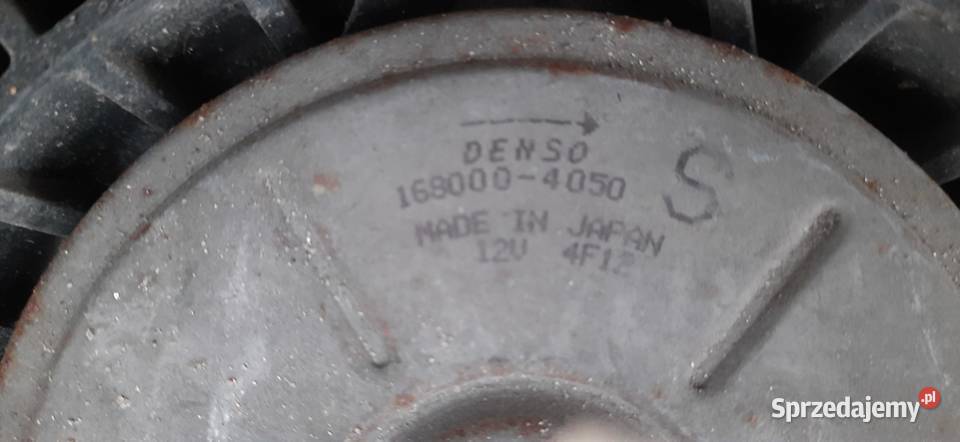 DENSO
168000-4050
S
MADE IN JAPAN
12V 4F12
Sprzedajemy.pl